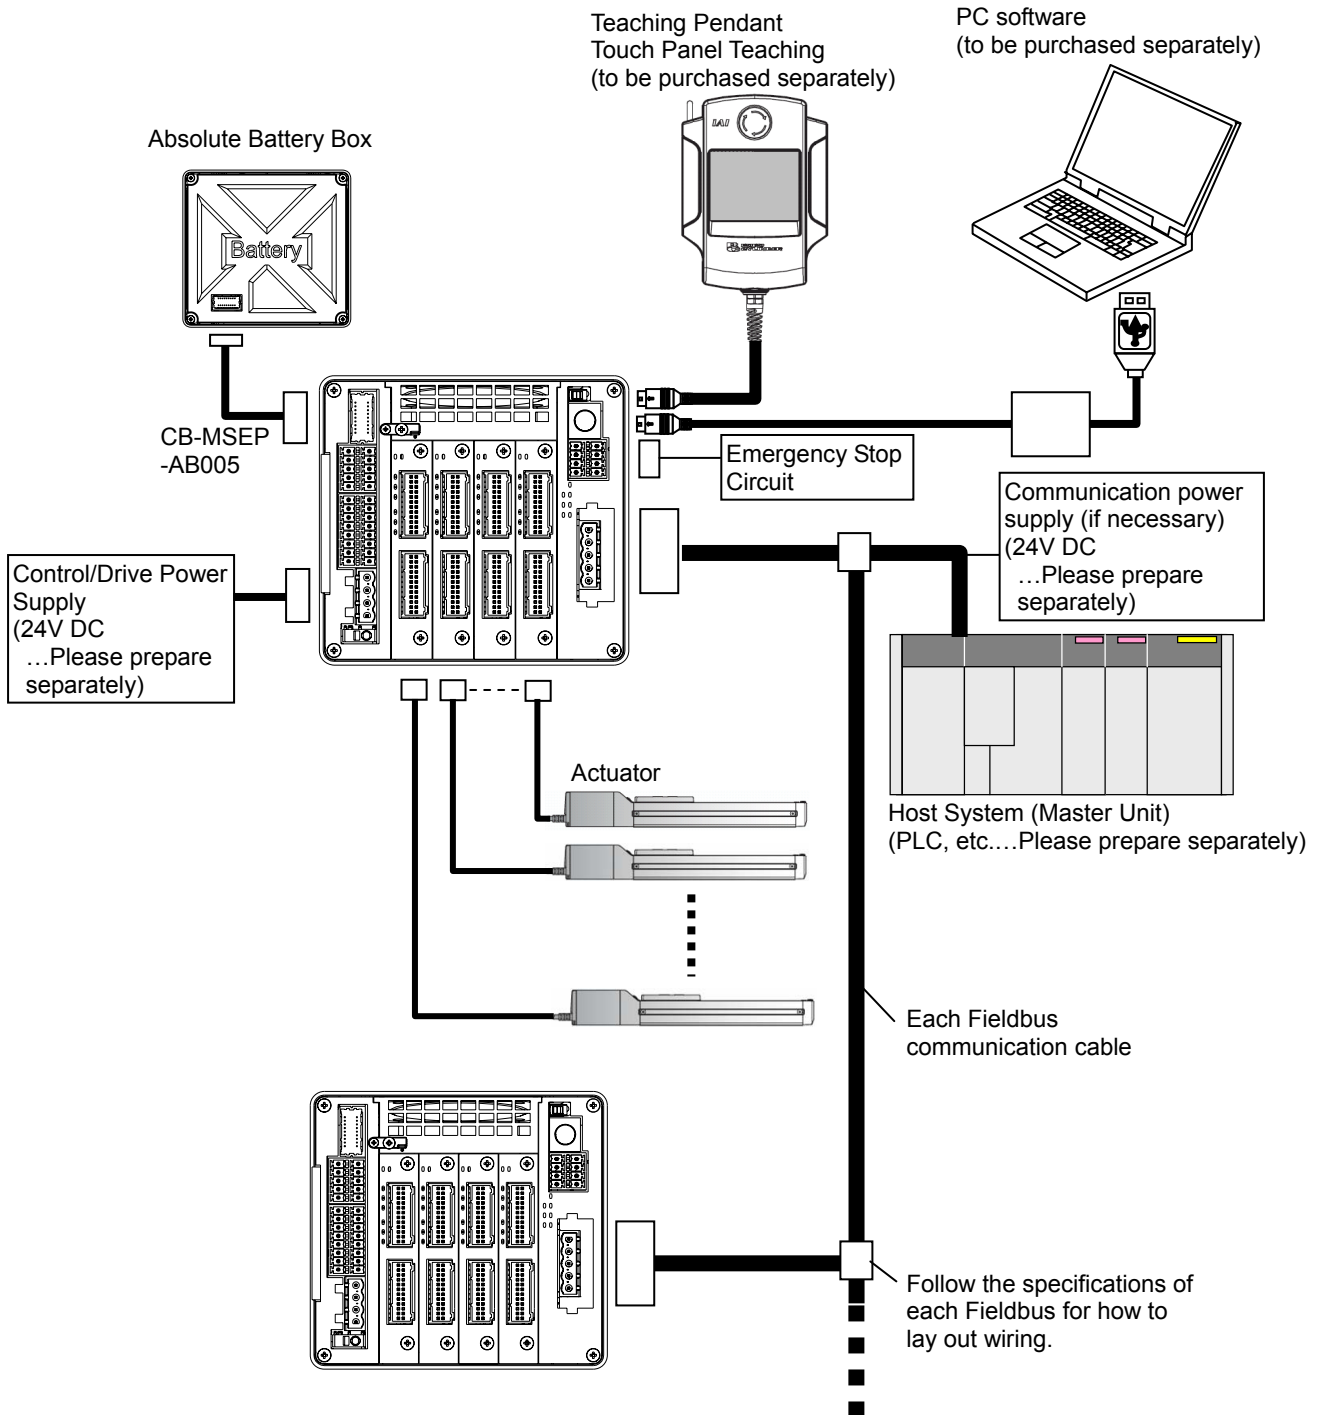 Teaching Pendant
Touch Panel Teaching
(to be purchased separately)
PC software
(to be purchased separately)
Absolute Battery Box
IAI
Battery
CB-MSEP
-AB005
Emergency Stop
Circuit
Communication power
supply (if necessary)
(24V DC
…Please prepare
separately)
Control/Drive Power
Supply
(24V DC
…Please prepare
separately)
Host System (Master Unit)
(PLC, etc.…Please prepare separately)
Actuator
Each Fieldbus
communication cable
Follow the specifications of
each Fieldbus for how to
lay out wiring.